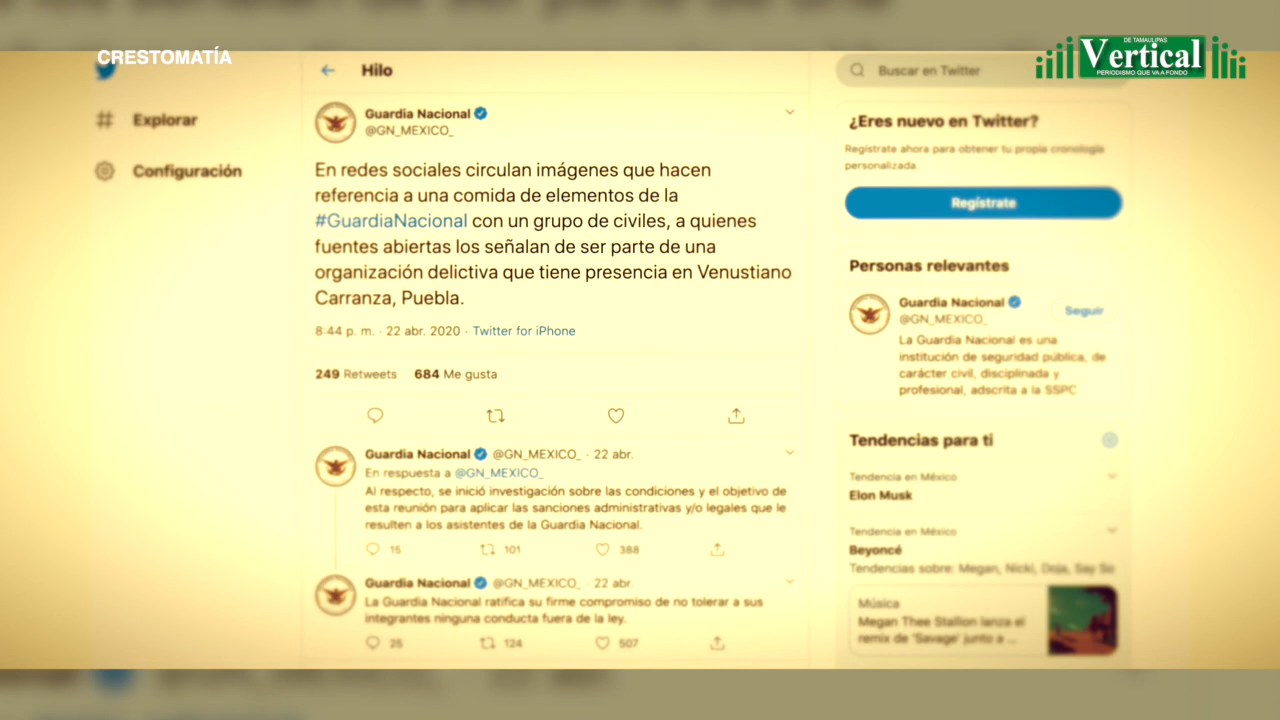 CRESTOMATÍA
DE TAMAULIPAS
Vertical
PERIODISMO QUE VA A FONDO
Explorar
Configuración
Hilo
Guardia Nacional
@GN_MEXICO_
En redes sociales circulan imágenes que hacen
referencia a una comida de elementos de la
#GuardiaNacional con un grupo de civiles, a quienes
fuentes abiertas los señalan de ser parte de una
organización delictiva que tiene presencia en Venustiano
Carranza, Puebla.
8:44 p. m. · 22 abr. 2020 · Twitter for iPhone
249 Retweets 684 Me gusta
Guardia Nacional @GN_MEXICO_ · 22 abr.
En respuesta a @GN_MEXICO_
Al respecto, se inició investigación sobre las condiciones y el objetivo de
esta reunión para aplicar las sanciones administrativas y/o legales que le
resulten a los asistentes de la Guardia Nacional.
15 101 388
Guardia Nacional @GN_MEXICO_ · 22 abr.
La Guardia Nacional ratifica su firme compromiso de no tolerar a sus
integrantes ninguna conducta fuera de la ley.
25 124 507
Buscar en Twitter
¿Eres nuevo en Twitter?
Regístrate ahora para obtener tu propia cronología
personalizada.
Regístrate
Personas relevantes
Guardia Nacional
@GN_MEXICO_
Seguir
La Guardia Nacional es una
institución de seguridad pública, de
carácter civil, disciplinada y
profesional, adscrita a la SSPC
Tendencias para ti
Tendencia en México
Elon Musk
Tendencia en México
Beyoncé
Tendencias sobre: Megan, Nicki, Doja, Say So
Música
Megan Thee Stallion lanza el
remix de 'Savage' junto a ...